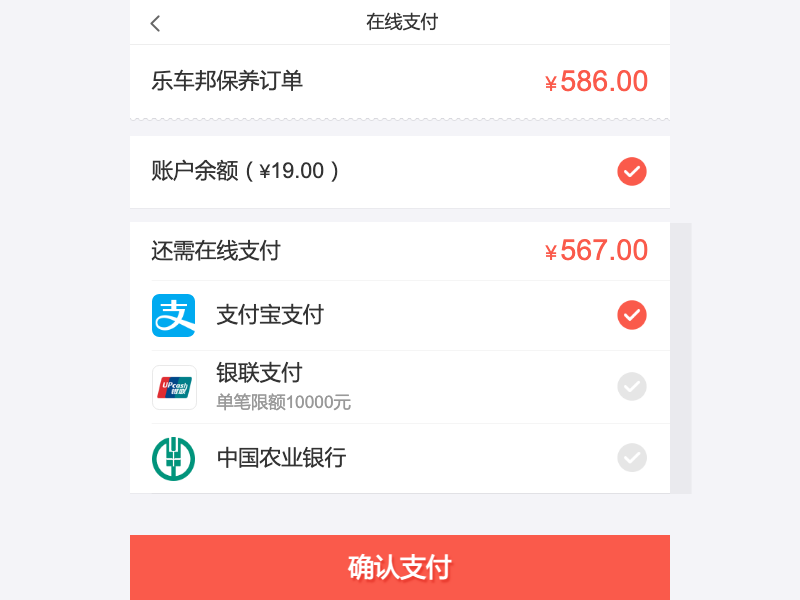 在线支付
乐车邦保养订单 ¥586.00
账户余额 ( ¥19.00 )
还需在线支付 ¥567.00
支 支付宝支付
银联支付
UPcash
银联
单笔限额10000元
中国农业银行
确认支付